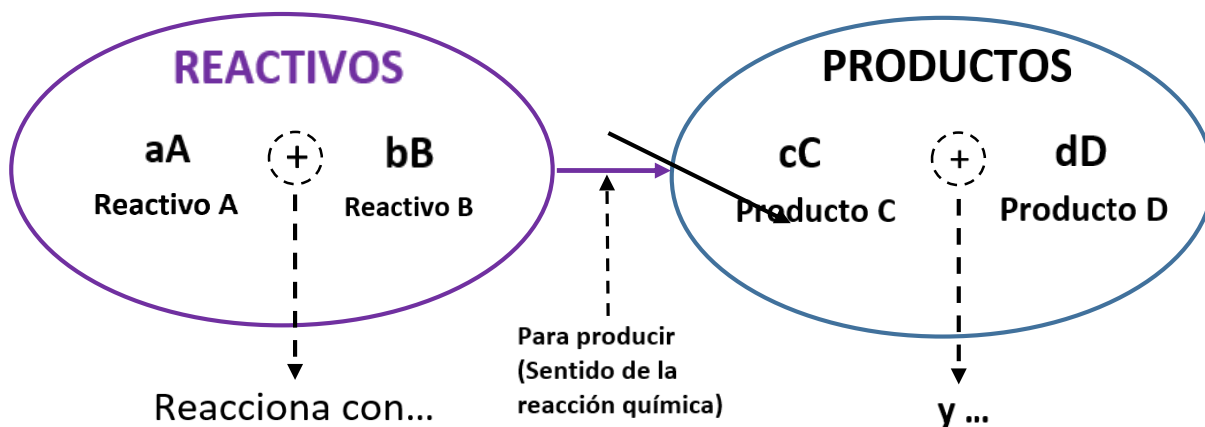 REACTIVOS
aA + bB
Reactivo A Reactivo B
Reacciona con...
Para producir
(Sentido de la
reacción química)
PRODUCTOS
cC + dD
Producto C Producto D
y ...